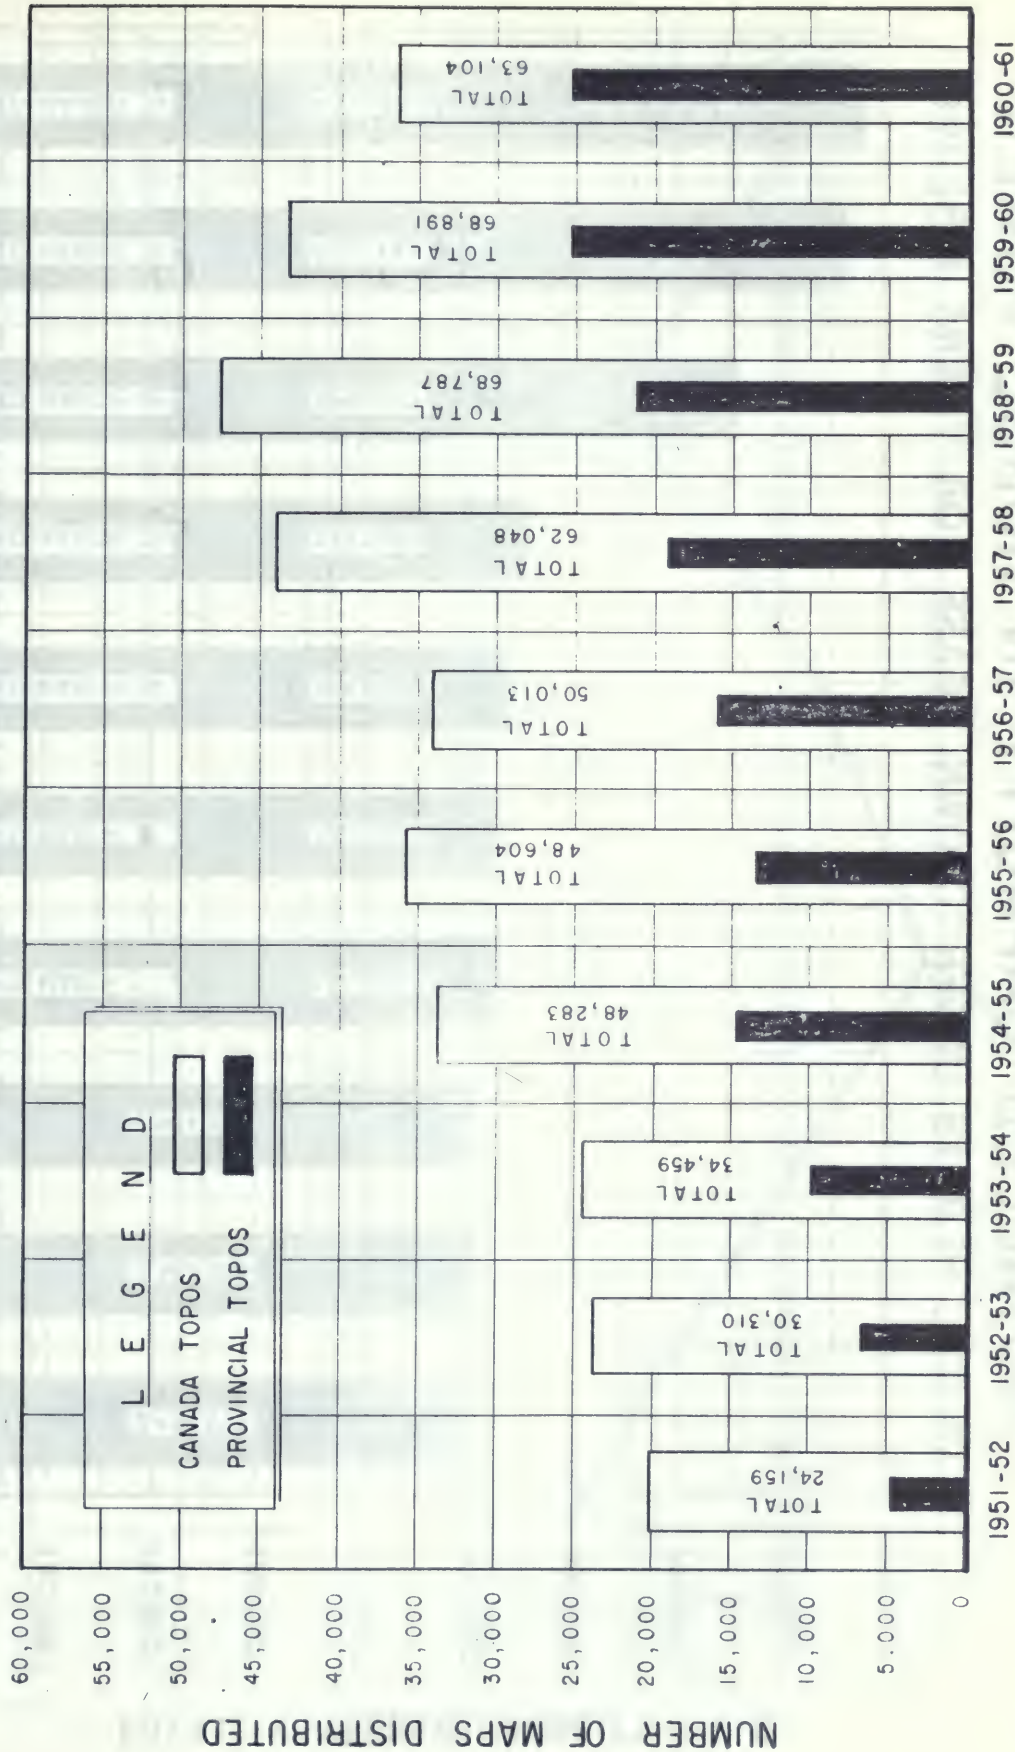 NUMBER OF MAPS DISTRIBUTED
60,000
55,000
50,000
45,000
40,000
35,000
30,000
25,000
20,000
15,000
10,000
5.000
0
LEGEND
CANADA TOPOS
PROVINCIAL TOPOS
TOTAL
24,159
TOTAL
30,310
TOTAL
34,459
TOTAL
48,283
TOTAL
48,604
TOTAL
50,013
TOTAL
62,048
TOTAL
68,787
TOTAL
68,891
TOTAL
63,104
1951-52
1952-53
1953-54
1954-55
1955-56
1956-57
1957-58
1958-59
1959-60
1960-61